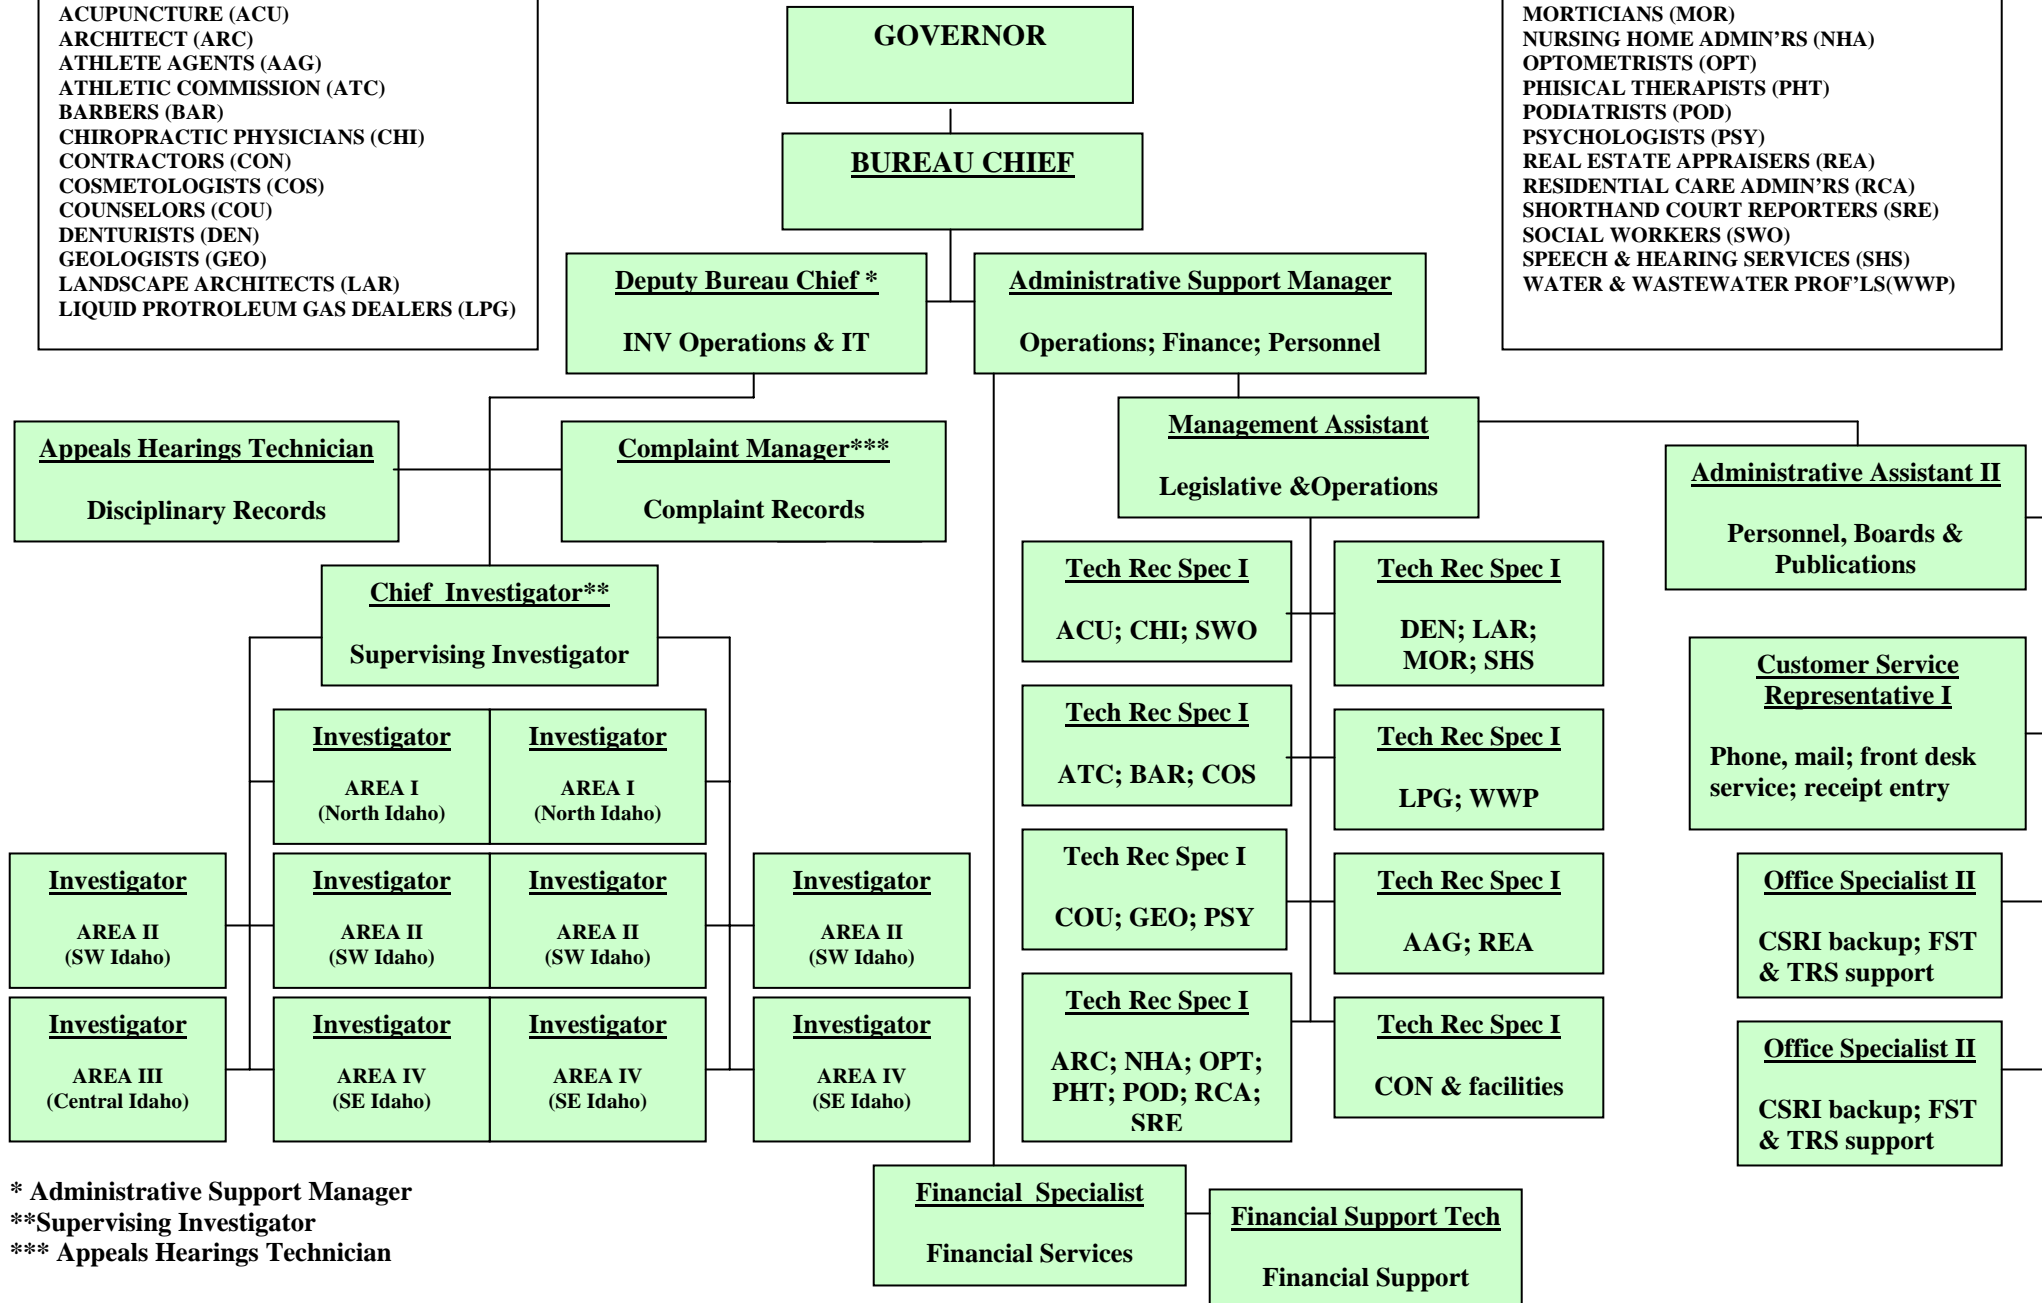 ACUPUNCTURE (ACU)
ARCHITECT (ARC)
ATHLETE AGENTS (AAG)
ATHLETIC COMMISSION (ATC)
BARBERS (BAR)
CHIROPRACTIC PHYSICIANS (CHI)
CONTRACTORS (CON)
COSMETOLOGISTS (COS)
COUNSELORS (COU)
DENTURISTS (DEN)
GEOLOGISTS (GEO)
LANDSCAPE ARCHITECTS (LAR)
LIQUID PROTROLEUM GAS DEALERS (LPG)
GOVERNOR
BUREAU CHIEF
MORTICIANS (MOR)
NURSING HOME ADMIN’RS (NHA)
OPTOMETRISTS (OPT)
PHISICAL THERAPISTS (PHT)
PODIATRISTS (POD)
PSYCHOLOGISTS (PSY)
REAL ESTATE APPRAISERS (REA)
RESIDENTIAL CARE ADMIN’RS (RCA)
SHORTHAND COURT REPORTERS (SRE)
SOCIAL WORKERS (SWO)
SPEECH & HEARING SERVICES (SHS)
WATER & WASTEWATER PROF’LS(WWP)
Deputy Bureau Chief *
INV Operations & IT
Administrative Support Manager
Operations; Finance; Personnel
Appeals Hearings Technician
Disciplinary Records
Complaint Manager***
Complaint Records
Management Assistant
Legislative &Operations
Administrative Assistant II
Personnel, Boards &
Publications
Chief Investigator**
Supervising Investigator
Tech Rec Spec I
ACU; CHI; SWO
Tech Rec Spec I
DEN; LAR;
MOR; SHS
Customer Service
Representative I
Phone, mail; front desk
service; receipt entry
Investigator
AREA I
(North Idaho)
Investigator
AREA I
(North Idaho)
Tech Rec Spec I
ATC; BAR; COS
Tech Rec Spec I
LPG; WWP
Investigator
AREA II
(SW Idaho)
Investigator
AREA II
(SW Idaho)
Investigator
AREA II
(SW Idaho)
Investigator
AREA II
(SW Idaho)
Tech Rec Spec I
COU; GEO; PSY
Tech Rec Spec I
AAG; REA
Office Specialist II
CSRI backup; FST
& TRS support
Investigator
AREA III
(Central Idaho)
Investigator
AREA IV
(SE Idaho)
Investigator
AREA IV
(SE Idaho)
Investigator
AREA IV
(SE Idaho)
Tech Rec Spec I
ARC; NHA; OPT;
PHT; POD; RCA;
SRE
Tech Rec Spec I
CON & facilities
Office Specialist II
CSRI backup; FST
& TRS support
* Administrative Support Manager
**Supervising Investigator
*** Appeals Hearings Technician
Financial Specialist
Financial Services
Financial Support Tech
Financial Support